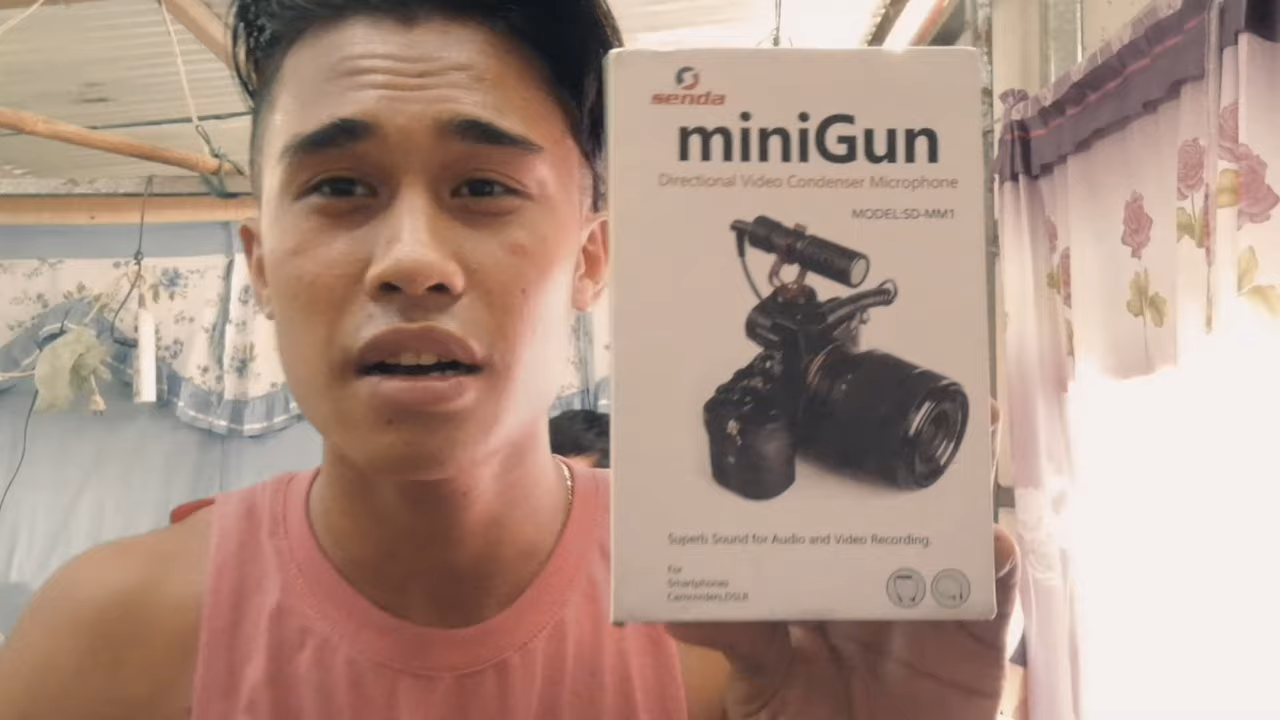 senda
miniGun
Directional Video Condenser Microphone
MODEL:SD-MM1
Superb Sound for Audio and Video Recording.
For
Smartphones
Camcorders,DSLR